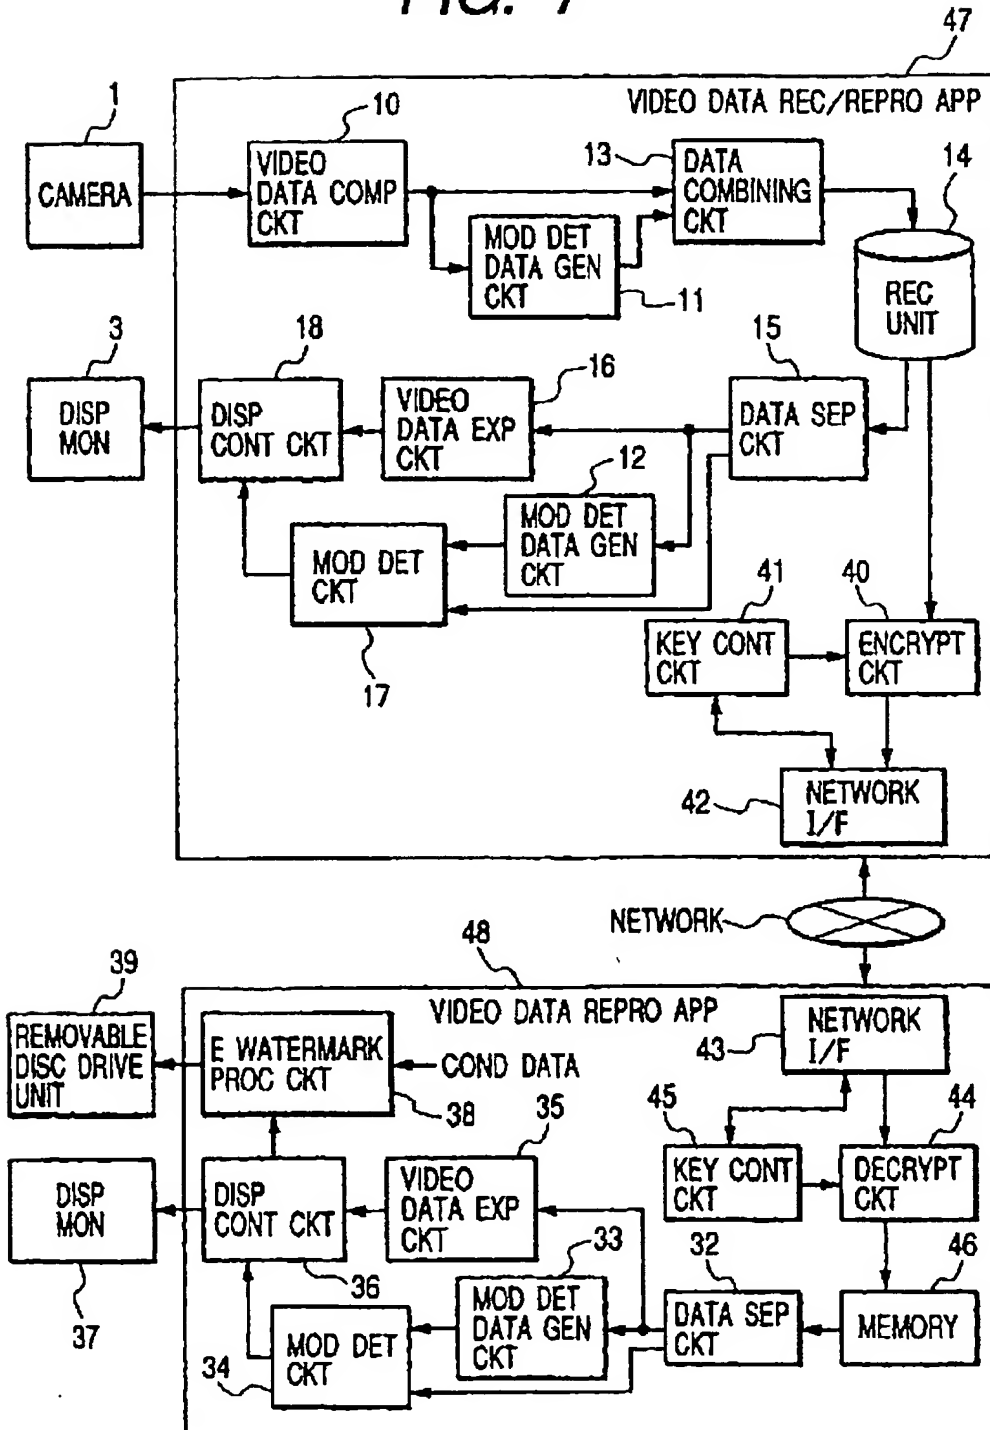 FIG. 7
47
VIDEO DATA REC/REPRO APP
1
CAMERA
10
VIDEO
DATA COMP
CKT
13
DATA
COMBINING
CKT
14
REC
UNIT
MOD DET
DATA GEN
CKT
11
3
DISP
MON
18
DISP
CONT CKT
16
VIDEO
DATA EXP
CKT
15
DATA SEP
CKT
12
MOD DET
DATA GEN
CKT
MOD DET
CKT
17
41
KEY CONT
CKT
40
ENCRYPT
CKT
42
NETWORK
I/F
NETWORK
48
VIDEO DATA REPRO APP
39
REMOVABLE
DISC DRIVE
UNIT
E WATERMARK
PROC CKT
38
COND DATA
43
NETWORK
I/F
45
KEY CONT
CKT
44
DECRYPT
CKT
DISP
MON
37
DISP
CONT CKT
36
35
VIDEO
DATA EXP
CKT
33
MOD DET
DATA GEN
CKT
32
DATA SEP
CKT
46
MEMORY
34
MOD DET
CKT